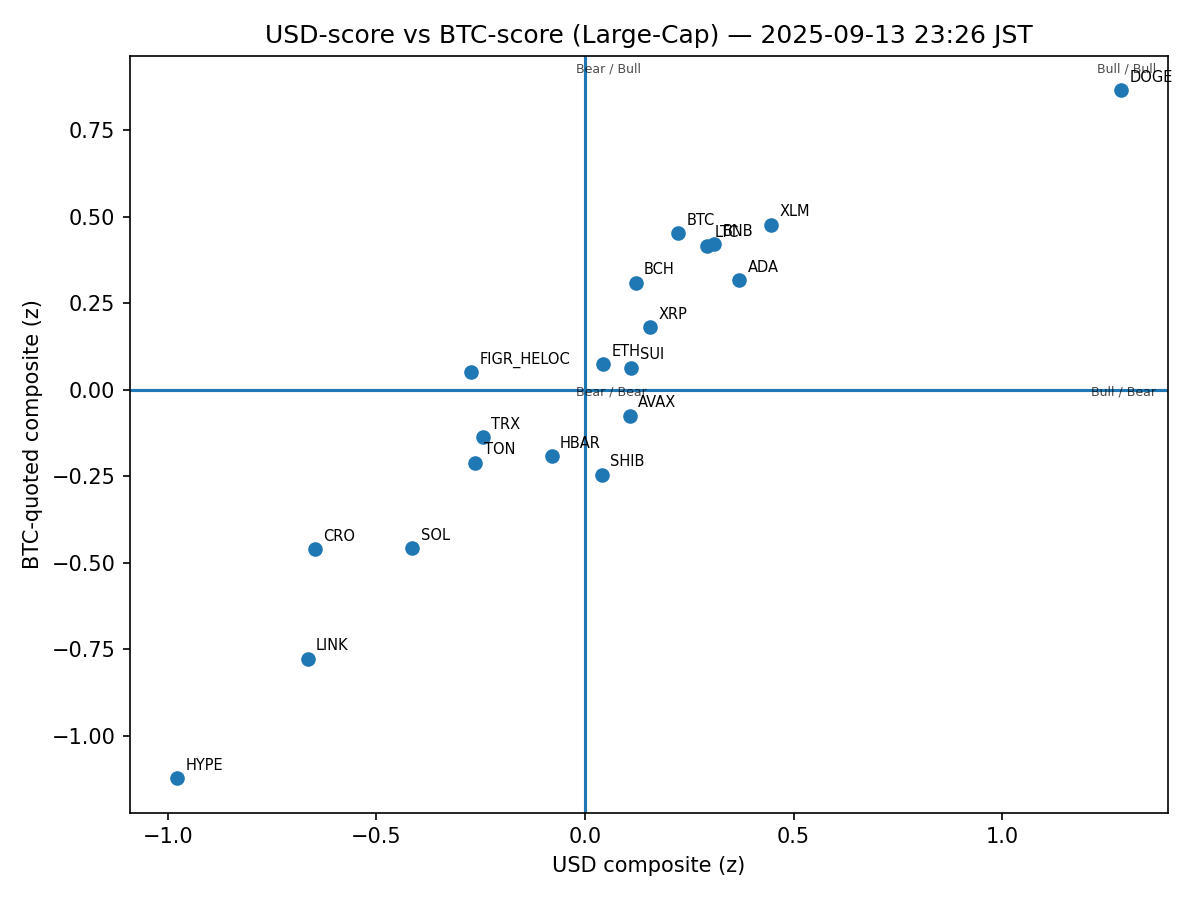 USD-score vs BTC-score (Large-Cap) — 2025-09-13 23:26 JST
Bear / Bull
Bull / Bull
DOGE
0.75
XLM
BTC
0.50
LTC
BNB
BCH
ADA
0.25
XRP
ETH
SUI
FIGR_HELOC
0.00
Bear / Bear
Bull / Bear
AVAX
TRX
HBAR
TON
SHIB
−0.25
CRO
SOL
−0.50
LINK
−0.75
−1.00
HYPE
−1.0
−0.5
0.0
0.5
1.0
USD composite (z)
BTC-quoted composite (z)